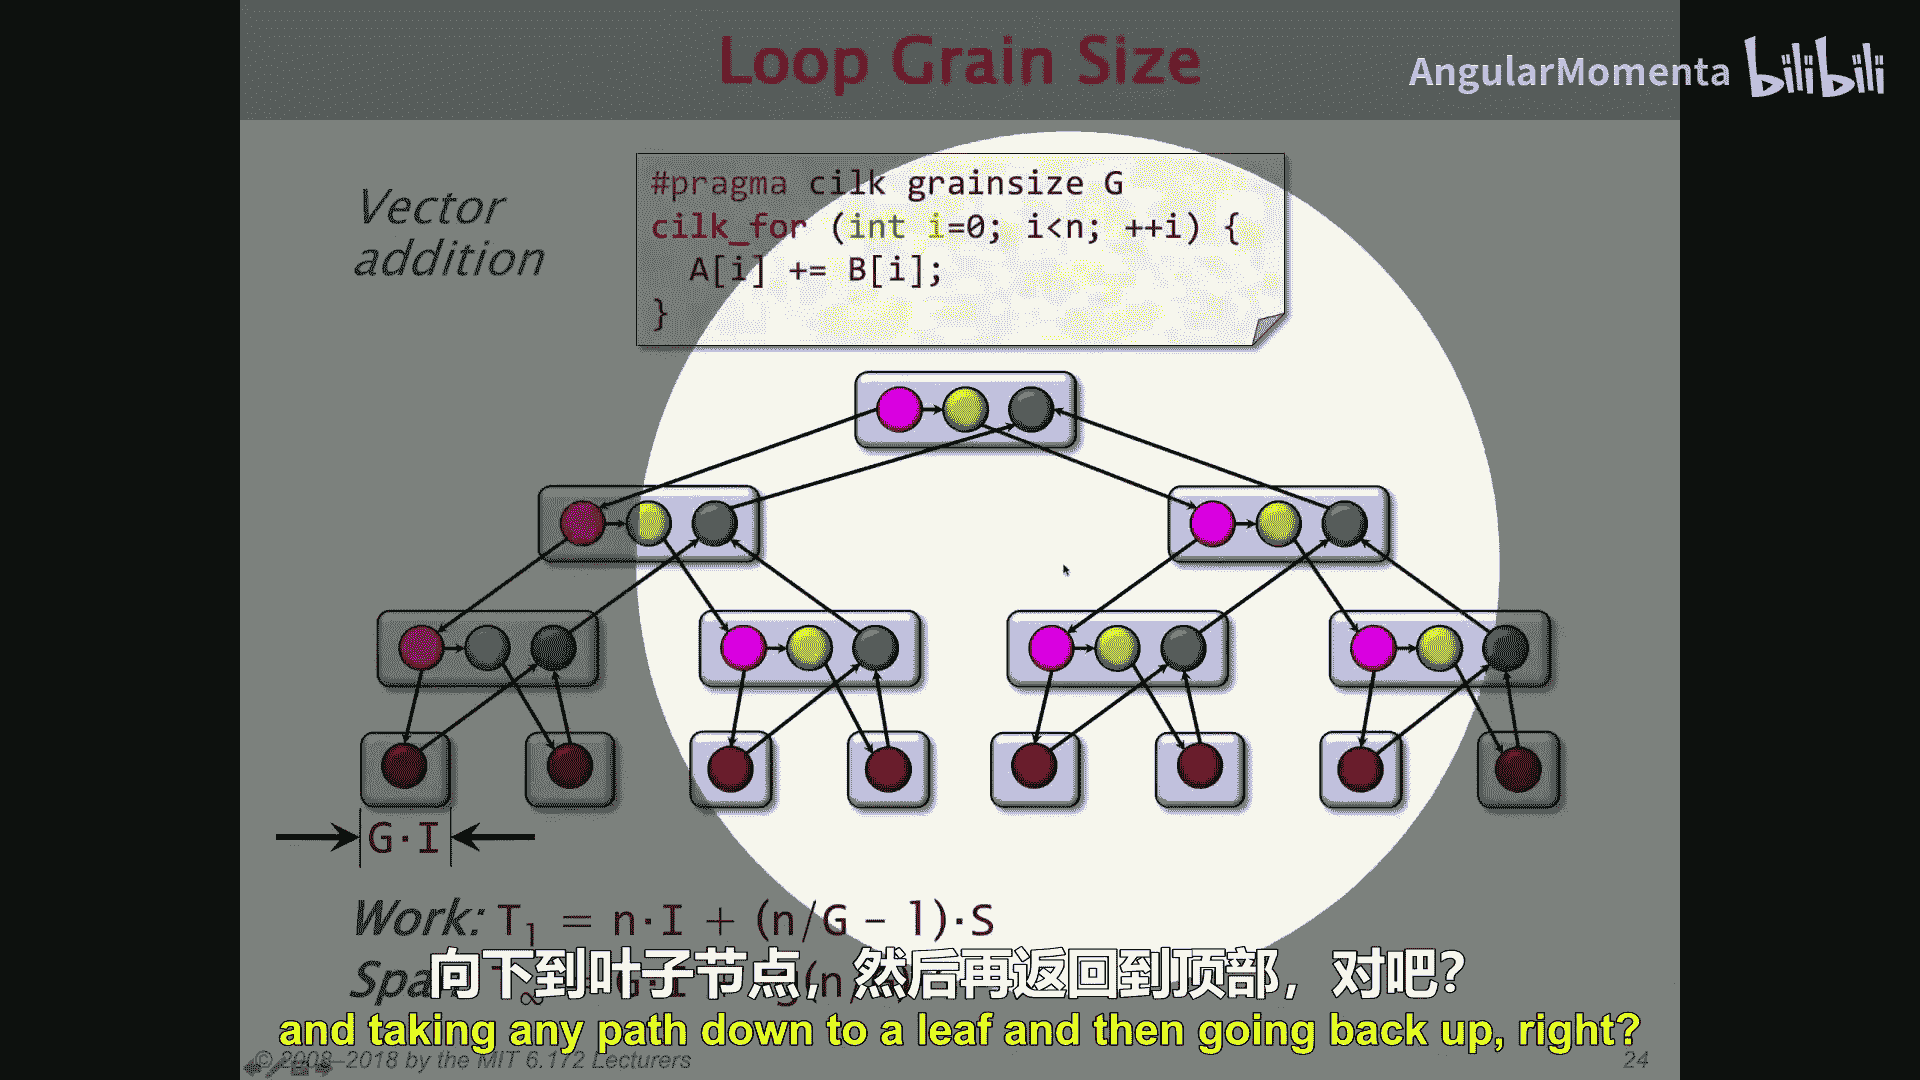 Loop Grain Size
AngularMomenta bilibili
Vector
addition
#pragma cilk grainsize G
cilk_for (int i=0; i<n; ++i) {
A[i] += B[i];
}
G·I
Work: T1 = n·I + (n/G – 1)·S
向下到叶子节点，然后再返回到顶部，对吧？
and taking any path down to a leaf and then going back up, right?
© 2008–2018 by the MIT 6.172 Lecturers
24